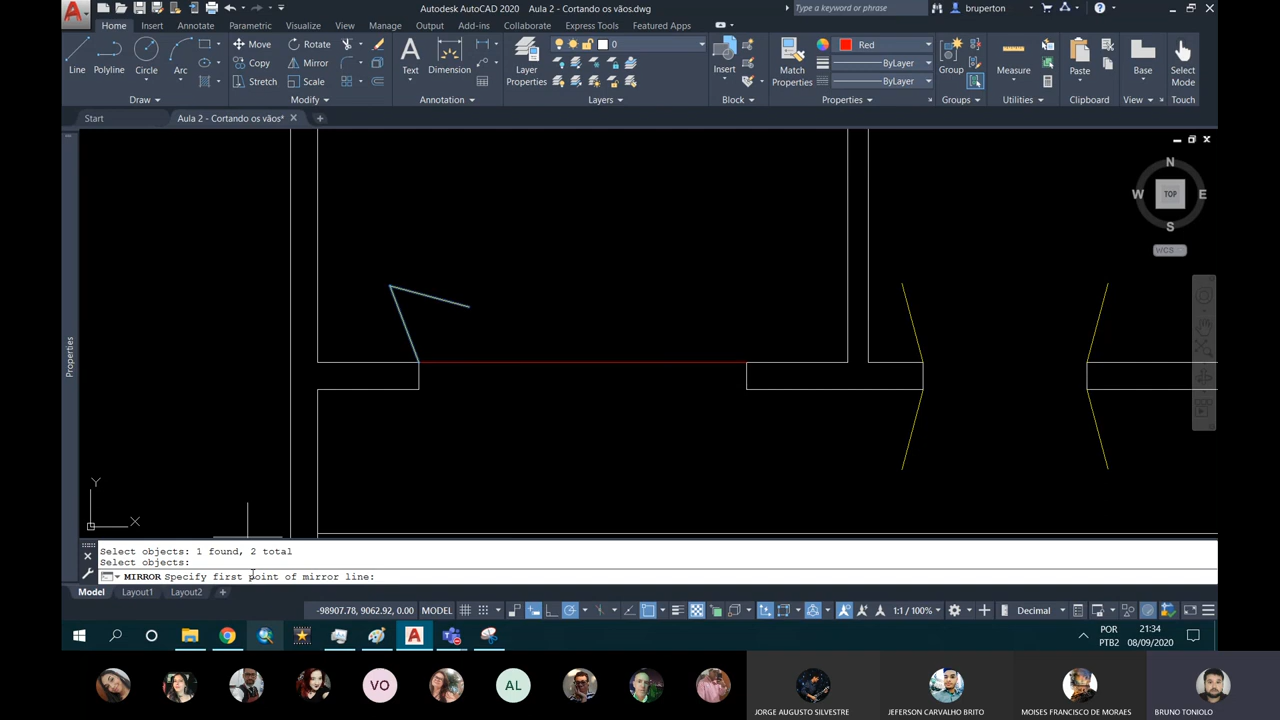 Autodesk AutoCAD 2020 Aula 2 - Cortando os vãos.dwg
Type a keyword or phrase
bruperton
Home Insert Annotate Parametric Visualize View Manage Output Add-ins Collaborate Express Tools Featured Apps
Line Polyline Circle Arc
Move Rotate
Copy Mirror
Stretch Scale
Text Dimension
Layer Properties
0
Insert
Match Properties
Red
ByLayer
ByLayer
Group
Measure
Paste
Base
Select Mode
Draw Modify Annotation Layers Block Properties Groups Utilities Clipboard View Touch
Start Aula 2 - Cortando os vãos*
N
W TOP E
S
WCS
Properties
Y
X
Select objects: 1 found, 2 total
Select objects:
MIRROR Specify first point of mirror line:
Model Layout1 Layout2 +
-98907.78, 9062.92, 0.00 MODEL 1:1 / 100% Decimal
POR
PTB2
21:34
08/09/2020
VO AL
JORGE AUGUSTO SILVESTRE JEFERSON CARVALHO BRITO MOISES FRANCISCO DE MORAES BRUNO TONIOLO